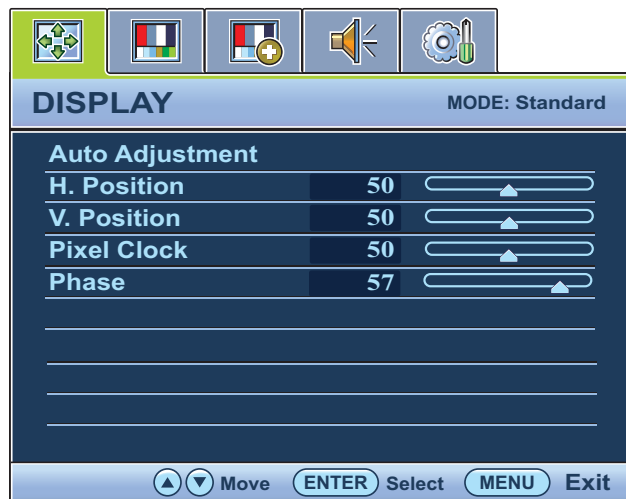 DISPLAY MODE: Standard
Auto Adjustment
H. Position 50
V. Position 50
Pixel Clock 50
Phase 57
Move ENTER Select MENU Exit